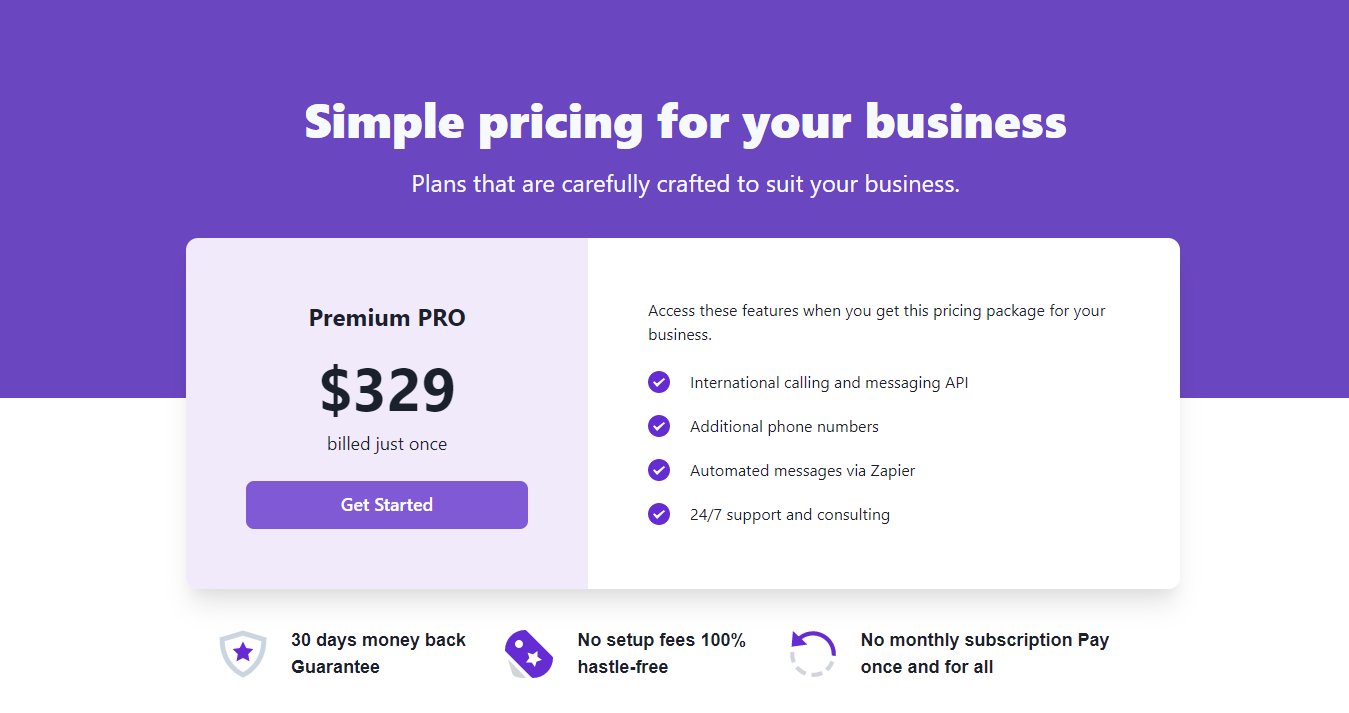 Simple pricing for your business
Plans that are carefully crafted to suit your business.
Premium PRO
$329
billed just once
Get Started
Access these features when you get this pricing package for your
business.
International calling and messaging API
Additional phone numbers
Automated messages via Zapier
24/7 support and consulting
30 days money back
Guarantee
No setup fees 100%
hastle-free
No monthly subscription Pay
once and for all